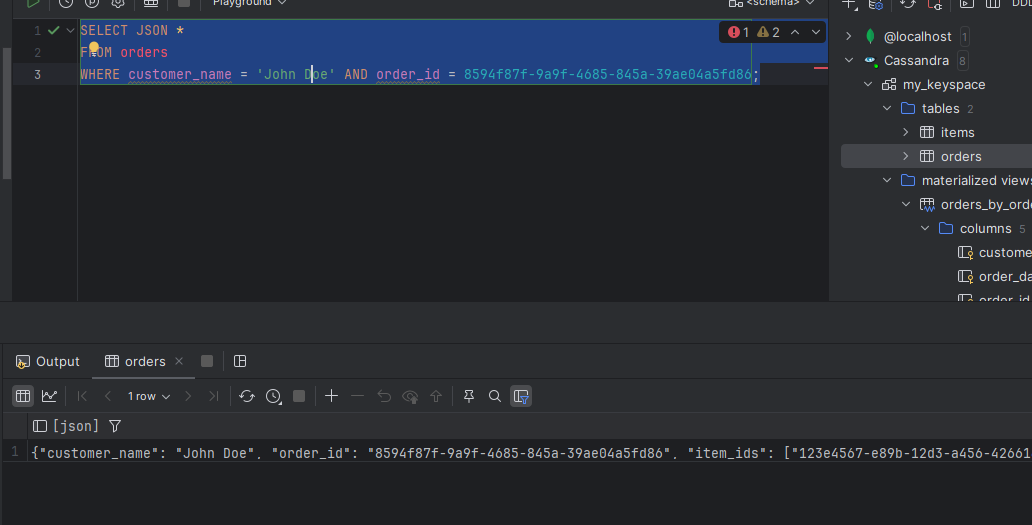 Playground
<schema>
DDL
1 SELECT JSON *
2 FROM orders
3 WHERE customer_name = 'John Doe' AND order_id = 8594f87f-9a9f-4685-845a-39ae04a5fd86;
1 2
@localhost 1
Cassandra 8
my_keyspace
tables 2
items
orders
materialized views
orders_by_orde
columns 5
custome
order_da
order_id
Output
orders
1 row
[json]
1 {"customer_name": "John Doe", "order_id": "8594f87f-9a9f-4685-845a-39ae04a5fd86", "item_ids": ["123e4567-e89b-12d3-a456-42661